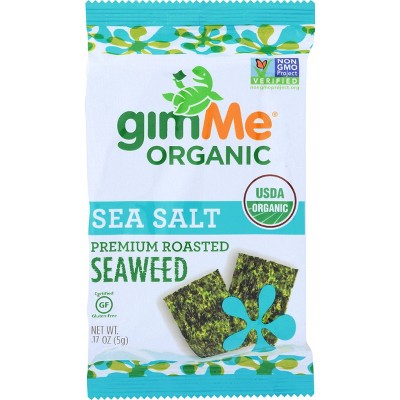 NON
GMO
Project
VERIFIED
nongmoproject.org
gimMe®
ORGANIC
USDA
ORGANIC
SEA SALT
PREMIUM ROASTED
SEAWEED
Certified
GF
Gluten-Free
NET WT.
.17 OZ (5g)